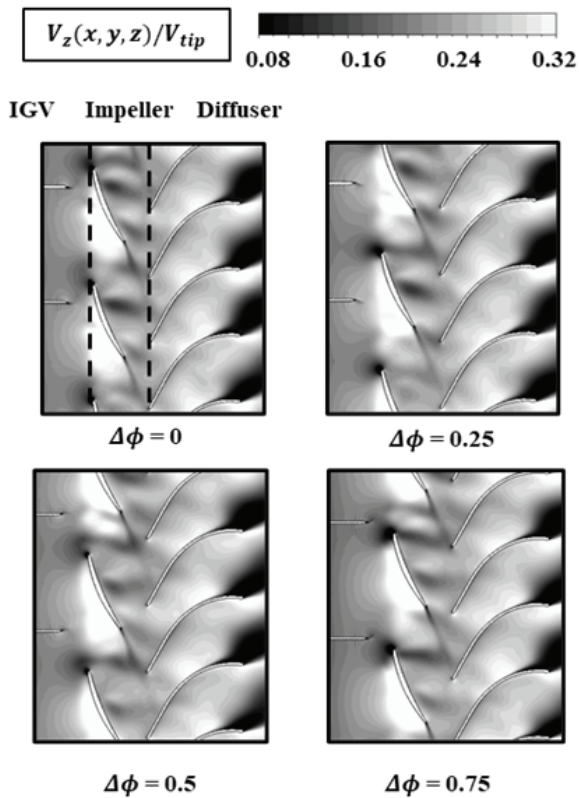 V_z(x, y, z)/V_tip
0.08 0.16 0.24 0.32
IGV Impeller Diffuser
Δϕ = 0 Δϕ = 0.25
Δϕ = 0.5 Δϕ = 0.75